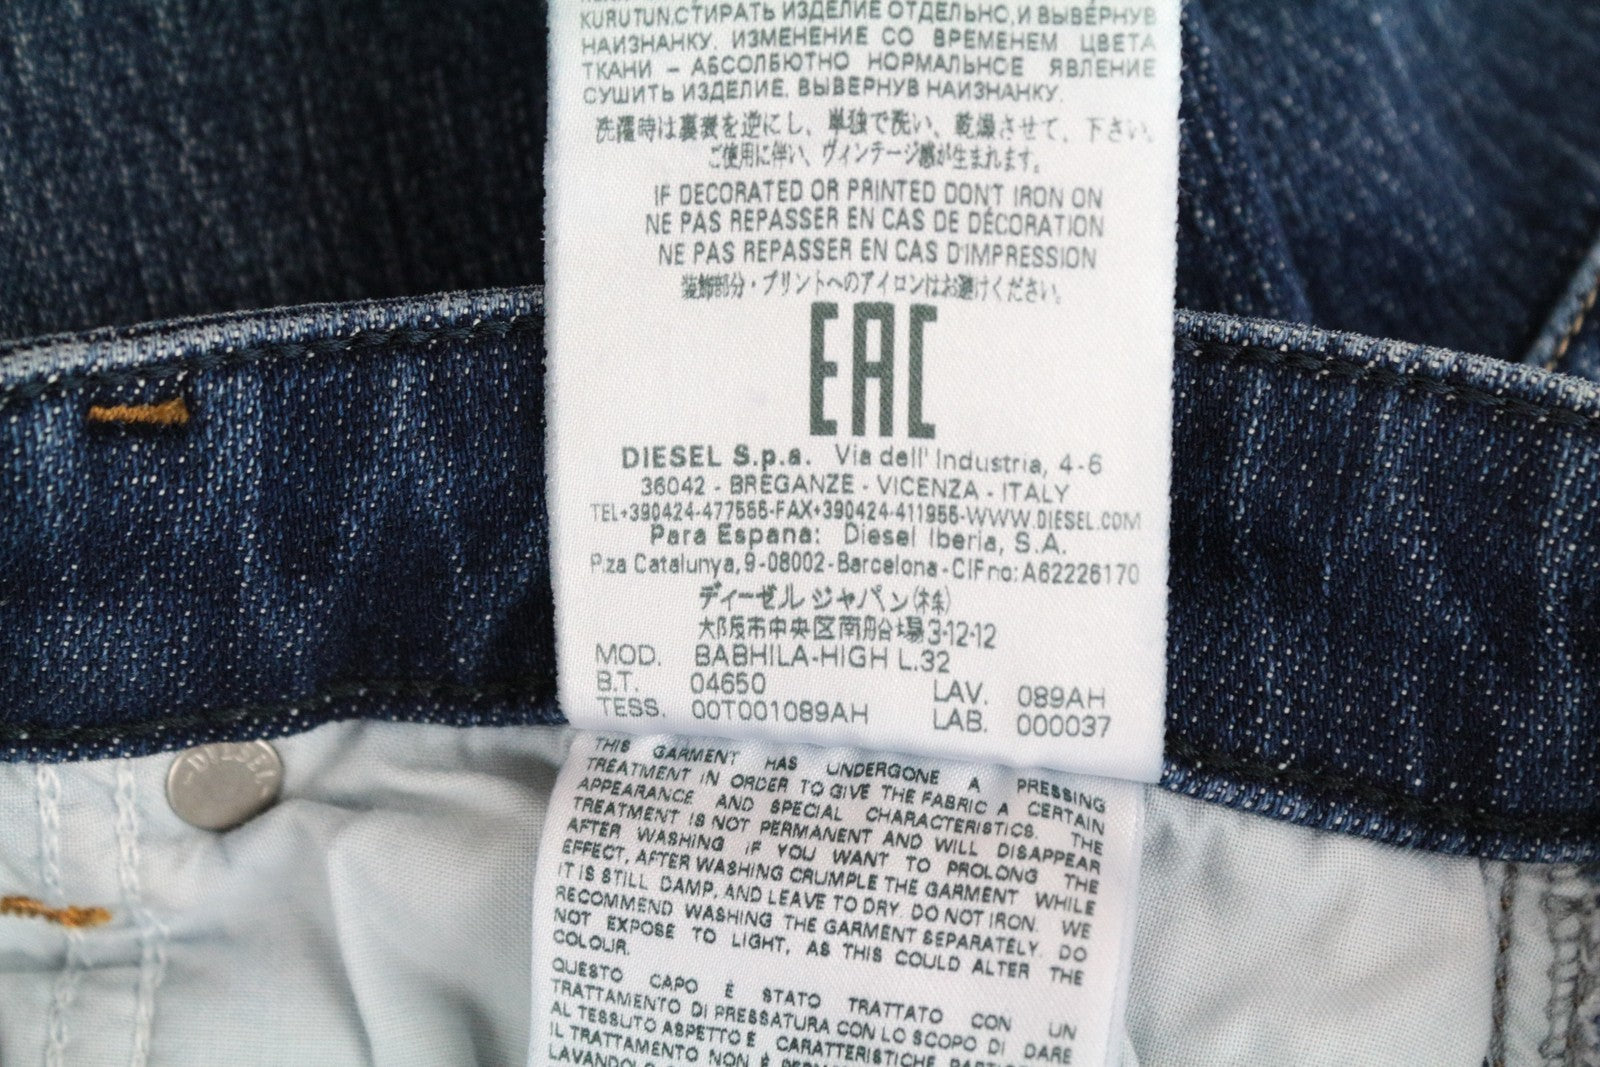 KURUTUN.СТИРАТЬ ИЗДЕЛИЕ ОТДЕЛЬНО,И ВЫВЕРНУВ
НАИЗНАНКУ. ИЗМЕНЕНИЕ СО ВРЕМЕНЕМ ЦВЕТА
ТКАНИ – АБСОЛБЮТНО НОРМАЛЬНОЕ ЯВЛЕНИЕ
СУШИТЬ ИЗДЕЛИЕ, ВЫВЕРНУВ НАИЗНАНКУ.
洗濯時は裏表を逆にし、単独で洗い、乾燥させて、下さい。
ご使用に伴い、ヴィンテージ感が生まれます。
IF DECORATED OR PRINTED DON'T IRON ON
NE PAS REPASSER EN CAS DE DÉCORATION
NE PAS REPASSER EN CAS D'IMPRESSION
装飾部分・プリントへのアイロンはお避けください。
EAC
DIESEL S.p.a. Via dell' Industria, 4-6
36042 - BREGANZE - VICENZA - ITALY
TEL+390424-477555-FAX+390424-411955-WWW.DIESEL.COM
Para Espana: Diesel Iberia, S.A.
P.za Catalunya,9-08002-Barcelona-CIFno:A62226170
ディーゼルジャパン(株)
大阪市中央区南船台場3-12-12
MOD. BABHILA-HIGH L.32
B.T. 04650 LAV. 089AH
TESS. 00T001089AH LAB. 000037
DIESEL
THIS GARMENT HAS UNDERGONE A PRESSING
TREATMENT IN ORDER TO GIVE THE FABRIC A CERTAIN
APPEARANCE AND SPECIAL CHARACTERISTICS. THE
TREATMENT IS NOT PERMANENT AND WILL DISAPPEAR
AFTER WASHING IF YOU WANT TO PROLONG THE
EFFECT, AFTER WASHING CRUMPLE THE GARMENT WHILE
IT IS STILL DAMP, AND LEAVE TO DRY. DO NOT IRON. WE
RECOMMEND WASHING THE GARMENT SEPARATELY. DO
NOT EXPOSE TO LIGHT, AS THIS COULD ALTER THE
COLOUR.
QUESTO CAPO È STATO TRATTATO CON UN
TRATTAMENTO DI PRESSATURA CON LO SCOPO DI DARE
AL TESSUTO ASPETTO E CARATTERISTICHE
IL TRATTAMENTO NON È